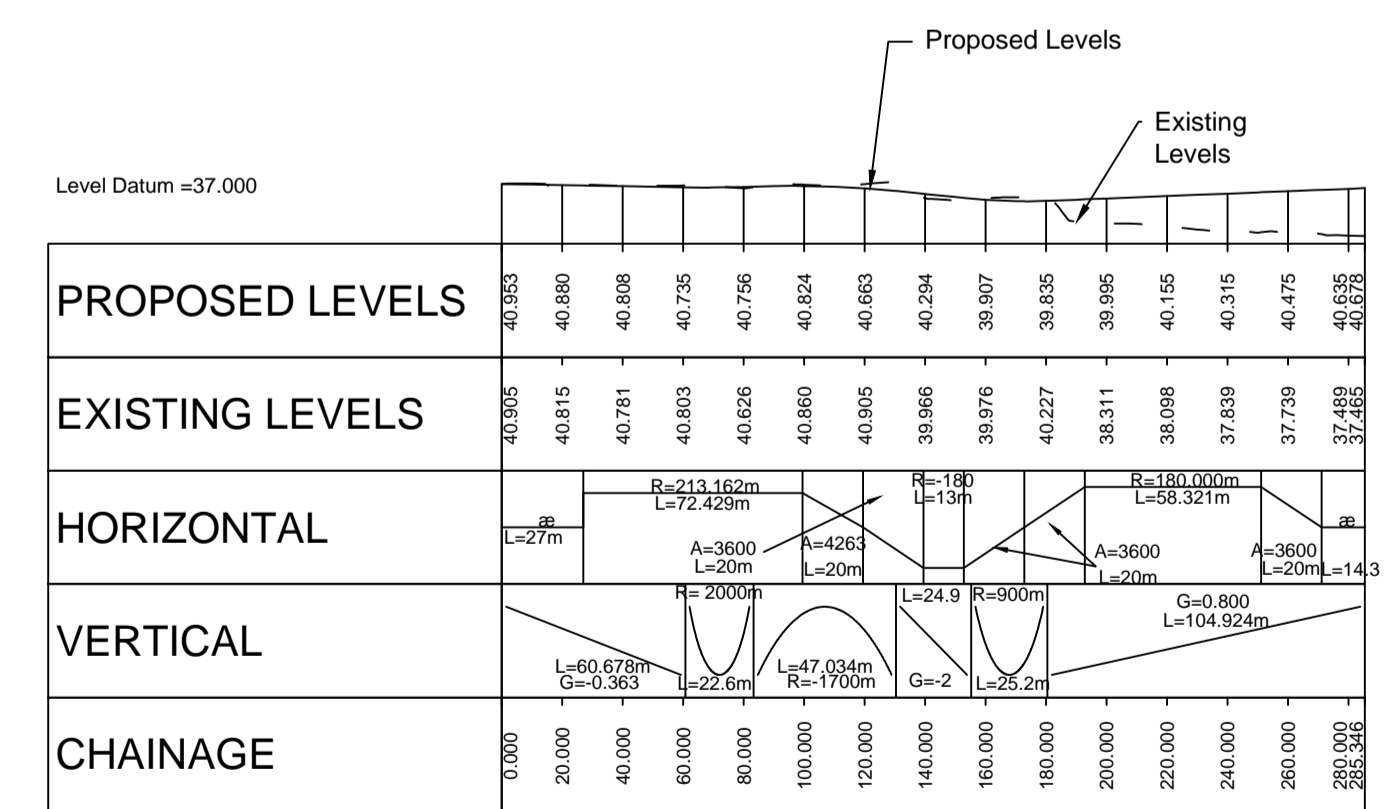 Proposed Levels
Existing
Levels
Level Datum =37.000
PROPOSED LEVELS
40.953 40.880 40.808 40.735 40.756 40.824 40.663 40.294 39.907 39.835 39.995 40.155 40.315 40.475 40.635 40.678
EXISTING LEVELS
40.905 40.815 40.781 40.803 40.626 40.860 40.905 39.966 39.976 40.227 38.311 38.098 37.839 37.739 37.489 37.465
HORIZONTAL
æ
L=27m
R=213.162m
L=72.429m
A=3600
L=20m
A=4263
L=20m
R=-180
L=13m
A=3600
L=20m
R=180.000m
L=58.321m
A=3600
L=20m
æ
L=14.3
VERTICAL
L=60.678m
G=-0.363
R= 2000m
L=22.6m
L=47.034m
R=-1700m
L=24.9
G=-2
R=900m
L=25.2m
G=0.800
L=104.924m
CHAINAGE
0.000 20.000 40.000 60.000 80.000 100.000 120.000 140.000 160.000 180.000 200.000 220.000 240.000 260.000 280.000 285.346